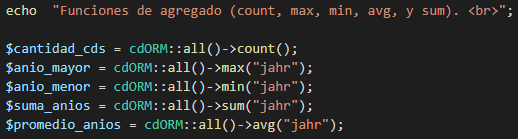 echo  "Funciones de agregado (count, max, min, avg, y sum). <br>";
$cantidad_cds = cdORM::all()->count();
$anio_mayor = cdORM::all()->max("jahr");
$anio_menor = cdORM::all()->min("jahr");
$suma_anios = cdORM::all()->sum("jahr");
$promedio_anios = cdORM::all()->avg("jahr");